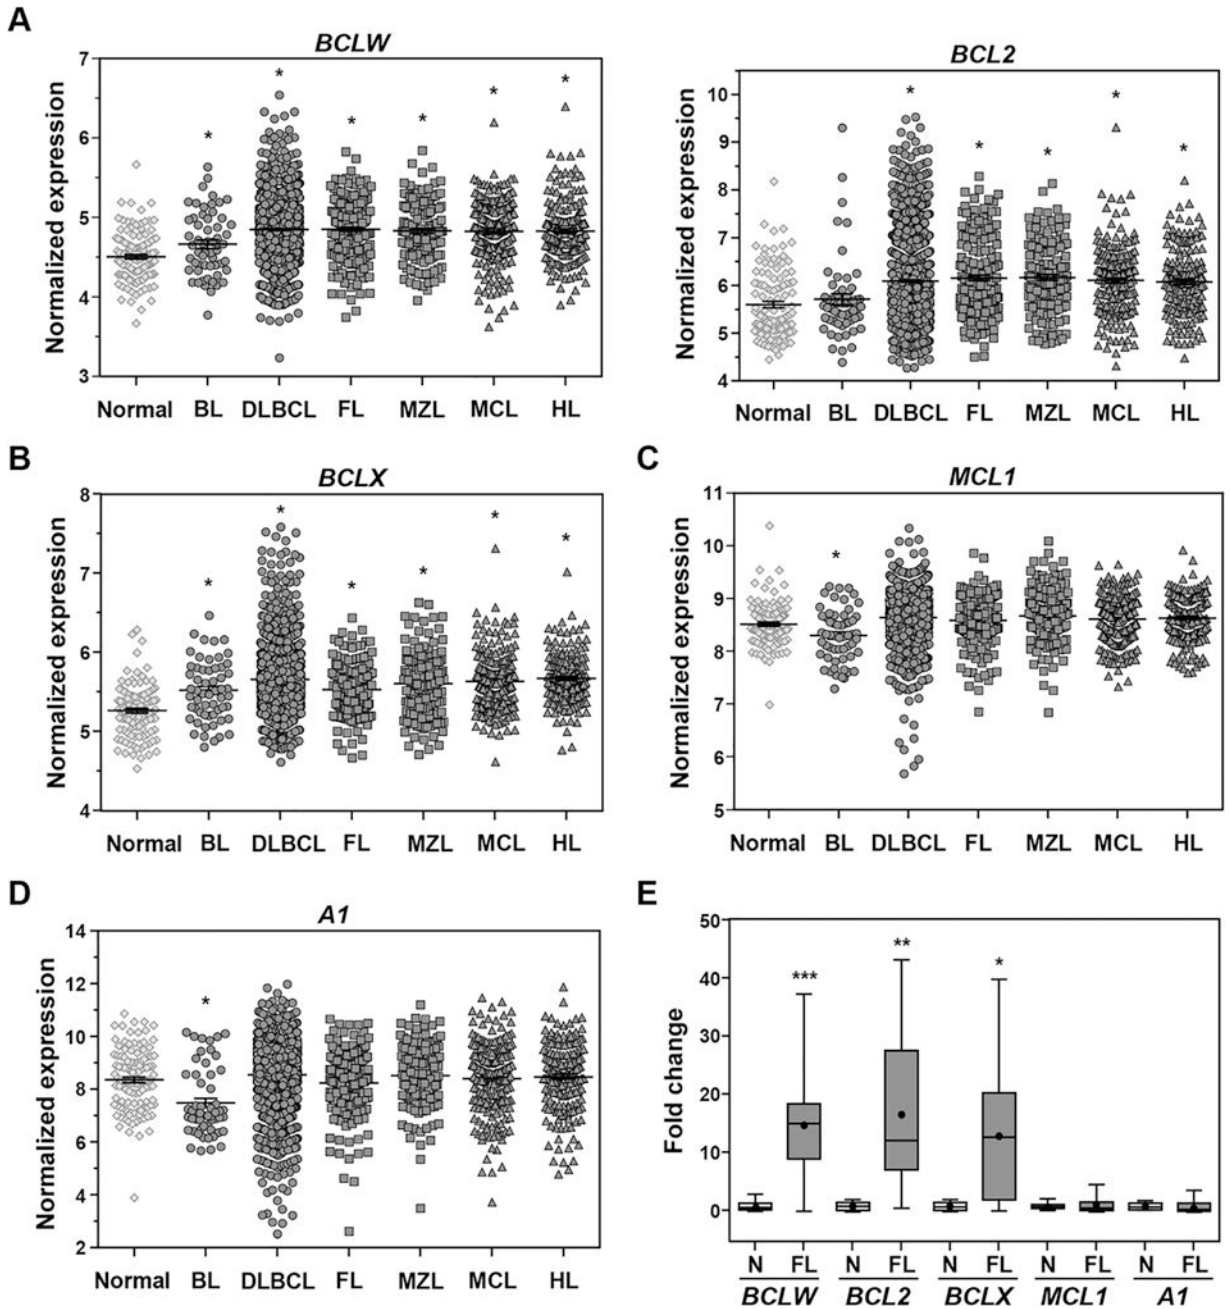 A
BCLW
Normalized expression
7
6
5
4
3
* * * * * *
Normal BL DLBCL FL MZL MCL HL
BCL2
Normalized expression
10
9
8
7
6
5
4
* * * * *
Normal BL DLBCL FL MZL MCL HL
B
BCLX
Normalized expression
8
7
6
5
4
* * * * * *
Normal BL DLBCL FL MZL MCL HL
C
MCL1
Normalized expression
11
10
9
8
7
6
5
*
Normal BL DLBCL FL MZL MCL HL
D
A1
Normalized expression
14
12
10
8
6
4
2
*
Normal BL DLBCL FL MZL MCL HL
E
Fold change
50
40
30
20
10
0
*** ** *
N FL N FL N FL N FL N FL
BCLW BCL2 BCLX MCL1 A1